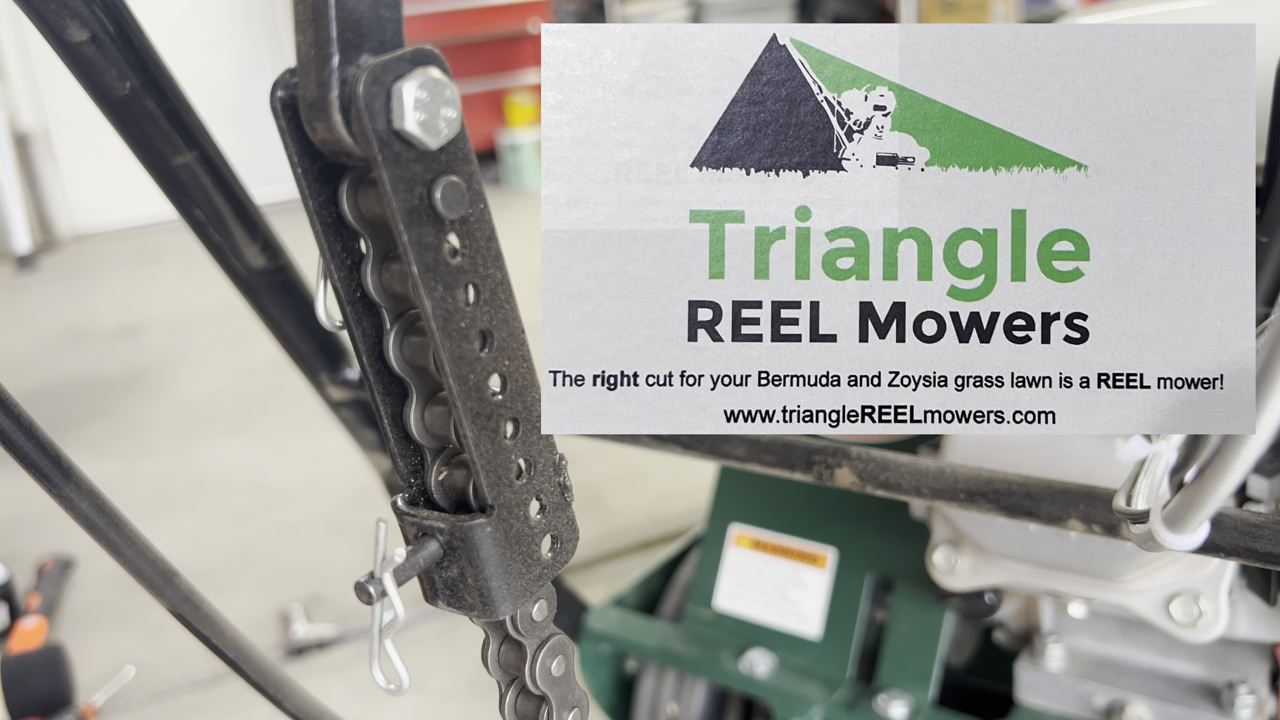 Triangle
REEL Mowers
The right cut for your Bermuda and Zoysia grass lawn is a REEL mower!
www.triangleREELmowers.com